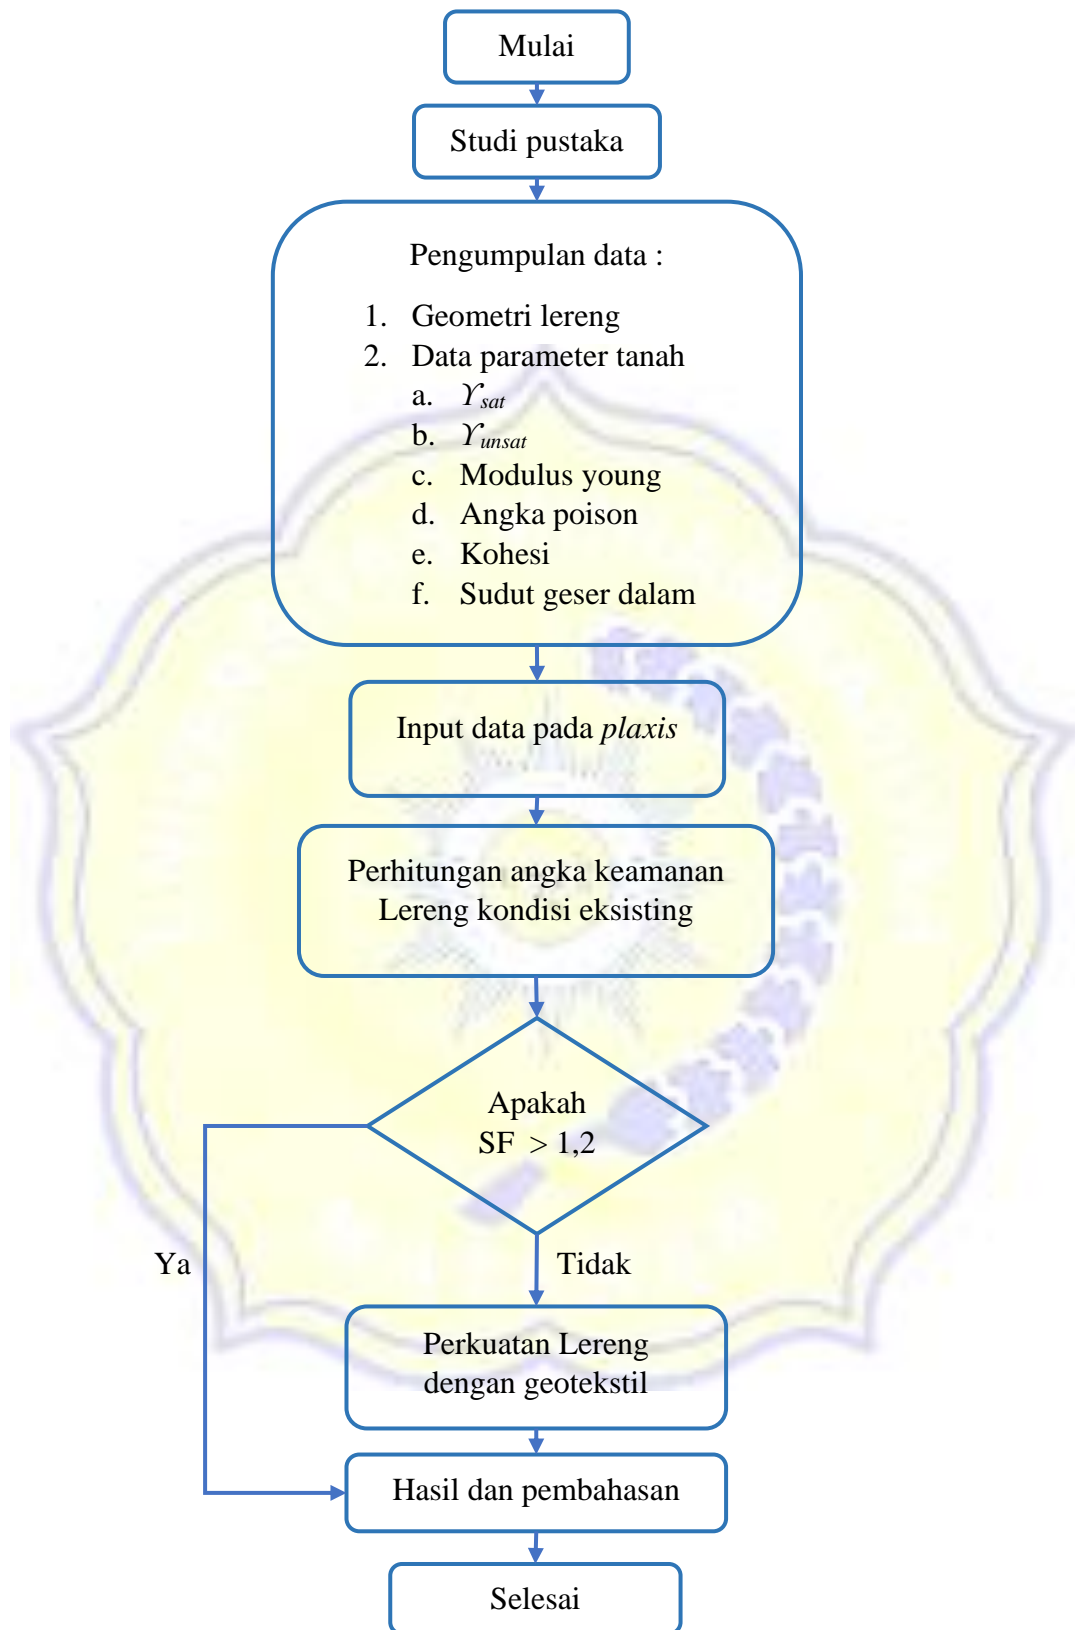 Mulai
Studi pustaka
Pengumpulan data :
1. Geometri lereng
2. Data parameter tanah
a. ϒsat
b. ϒunsat
c. Modulus young
d. Angka poison
e. Kohesi
f. Sudut geser dalam
Input data pada plaxis
Perhitungan angka keamanan
Lereng kondisi eksisting
Apakah
SF > 1,2
Ya
Tidak
Perkuatan Lereng
dengan geotekstil
Hasil dan pembahasan
Selesai